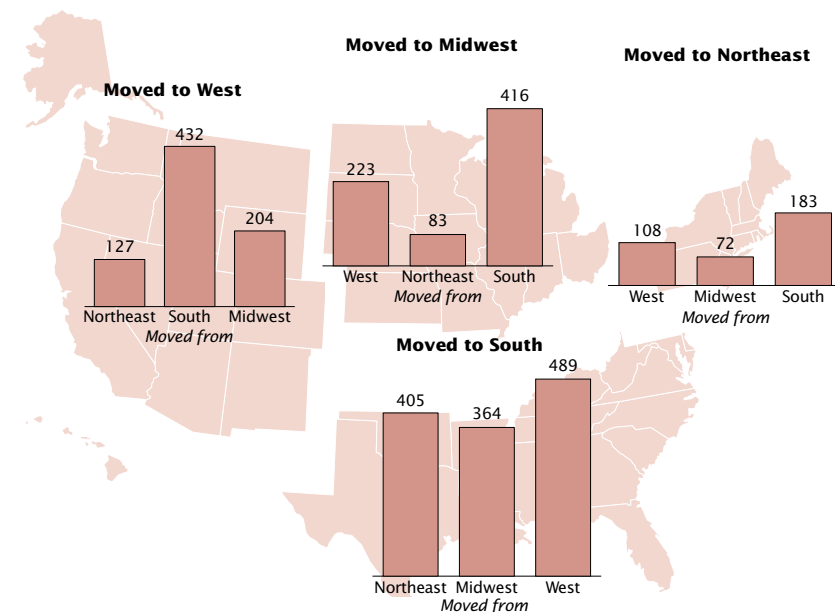 Moved to West
432
204
127
Northeast South Midwest
Moved from
Moved to Midwest
416
223
83
West Northeast South
Moved from
Moved to Northeast
183
108
72
West Midwest South
Moved from
Moved to South
489
405
364
Northeast Midwest West
Moved from